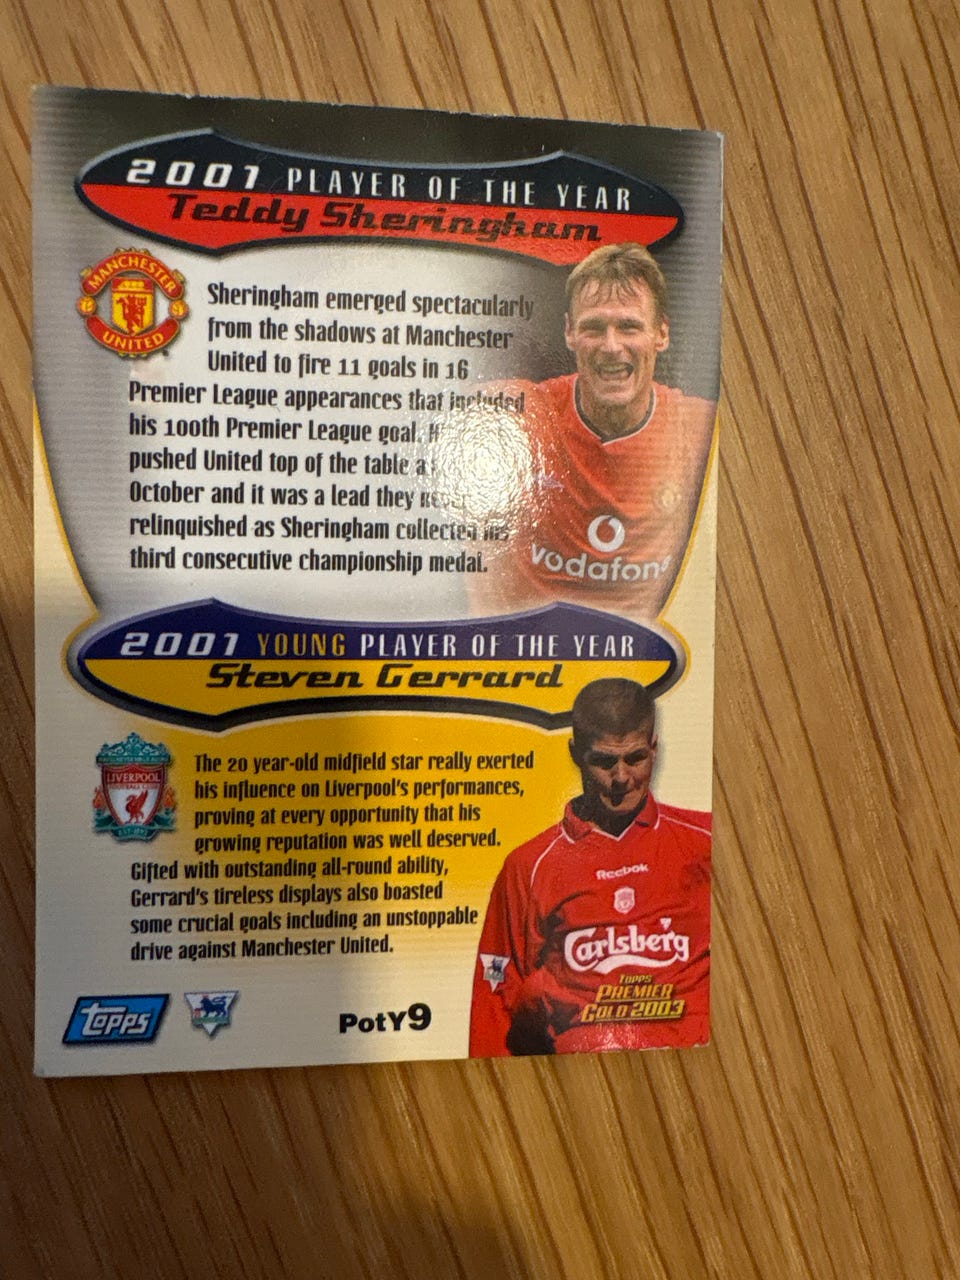 2001 PLAYER OF THE YEAR
Teddy Sheringham
MANCHESTER
UNITED
Sheringham emerged spectacularly
from the shadows at Manchester
United to fire 11 goals in 16
Premier League appearances that included
his 100th Premier League goal.
pushed United top of the table
October and it was a lead they
relinquished as Sheringham collected his
third consecutive championship medal.
vodafone
2001 YOUNG PLAYER OF THE YEAR
Steven Gerrard
LIVERPOOL
FOOTBALL CLUB
EST·1892
The 20 year-old midfield star really exerted
his influence on Liverpool's performances,
proving at every opportunity that his
growing reputation was well deserved.
Gifted with outstanding all-round ability,
Gerrard's tireless displays also boasted
some crucial goals including an unstoppable
drive against Manchester United.
Reebok
Carlsberg
Topps
PREMIER
GOLD 2003
Topps
PotY9